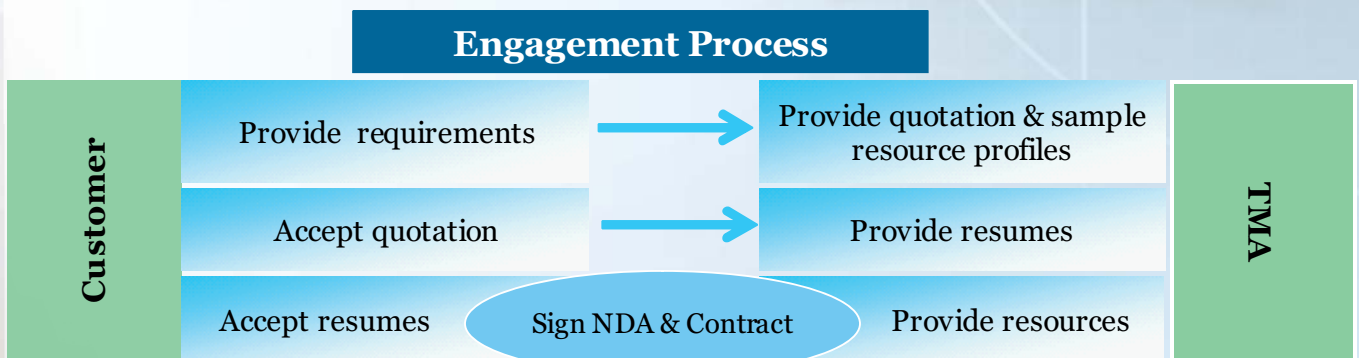 Engagement Process
Customer
Provide requirements
Provide quotation & sample
resource profiles
TMA
Accept quotation
Provide resumes
Accept resumes
Sign NDA & Contract
Provide resources